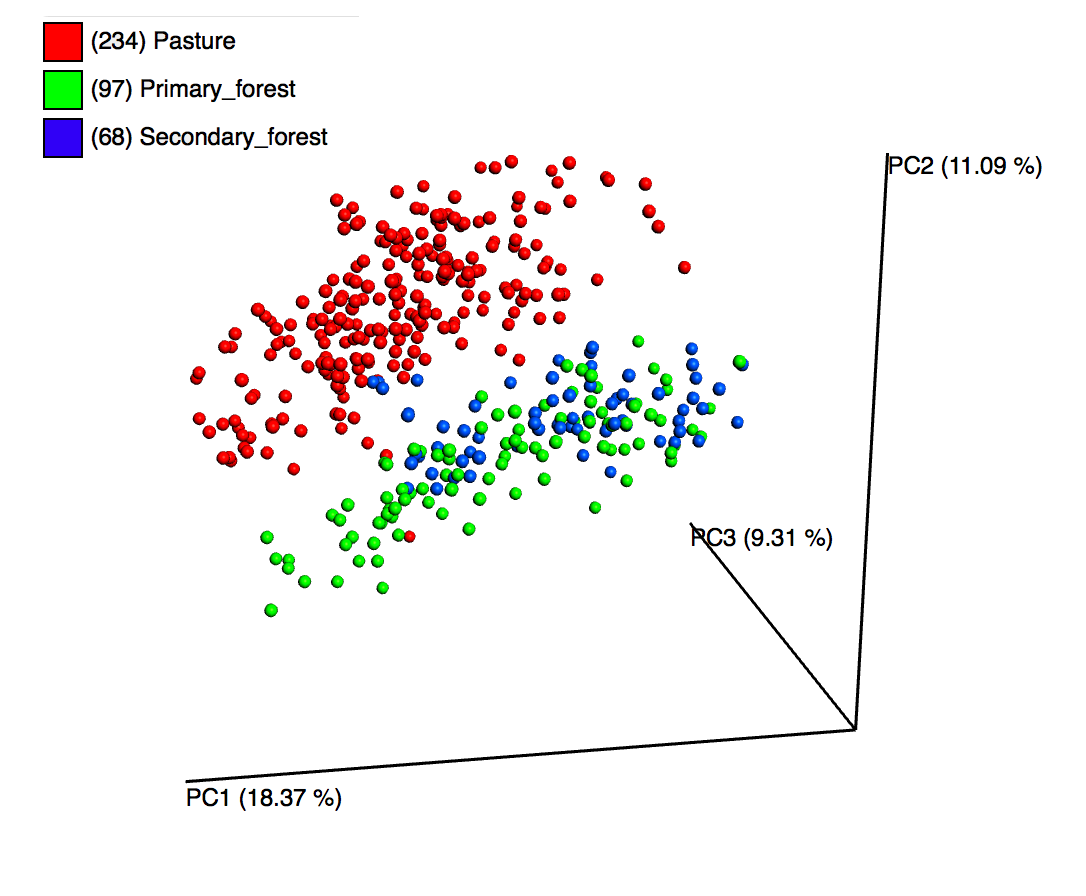 (234) Pasture
(97) Primary_forest
(68) Secondary_forest
PC2 (11.09 %)
PC3 (9.31 %)
PC1 (18.37 %)